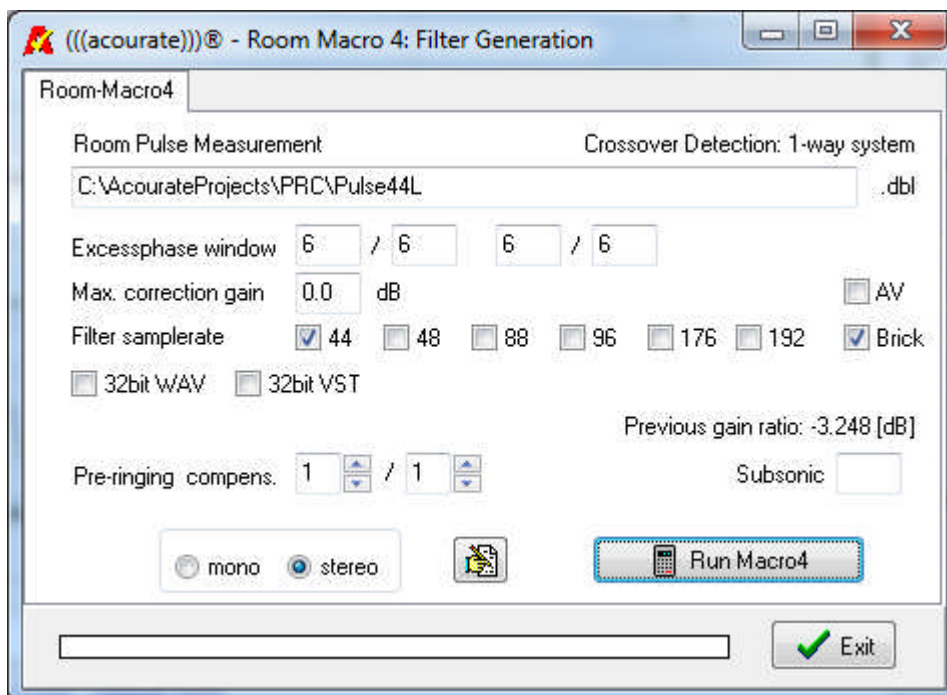 (((acourate)))® - Room Macro 4: Filter Generation
Room-Macro4
Room Pulse Measurement Crossover Detection: 1-way system
C:\AcourateProjects\PRC\Pulse44L .dbl
Excessphase window 6 / 6 6 / 6
Max. correction gain 0.0 dB AV
Filter samplerate 44 48 88 96 176 192 Brick
32bit WAV 32bit VST
Previous gain ratio: -3.248 [dB]
Pre-ringing compens. 1 / 1 Subsonic
mono stereo Run Macro4
Exit